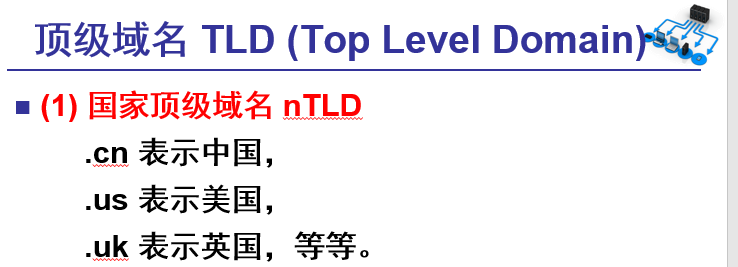 顶级域名 TLD (Top Level Domain)
(1) 国家顶级域名 nTLD
.cn 表示中国，
.us 表示美国，
.uk 表示英国，等等。